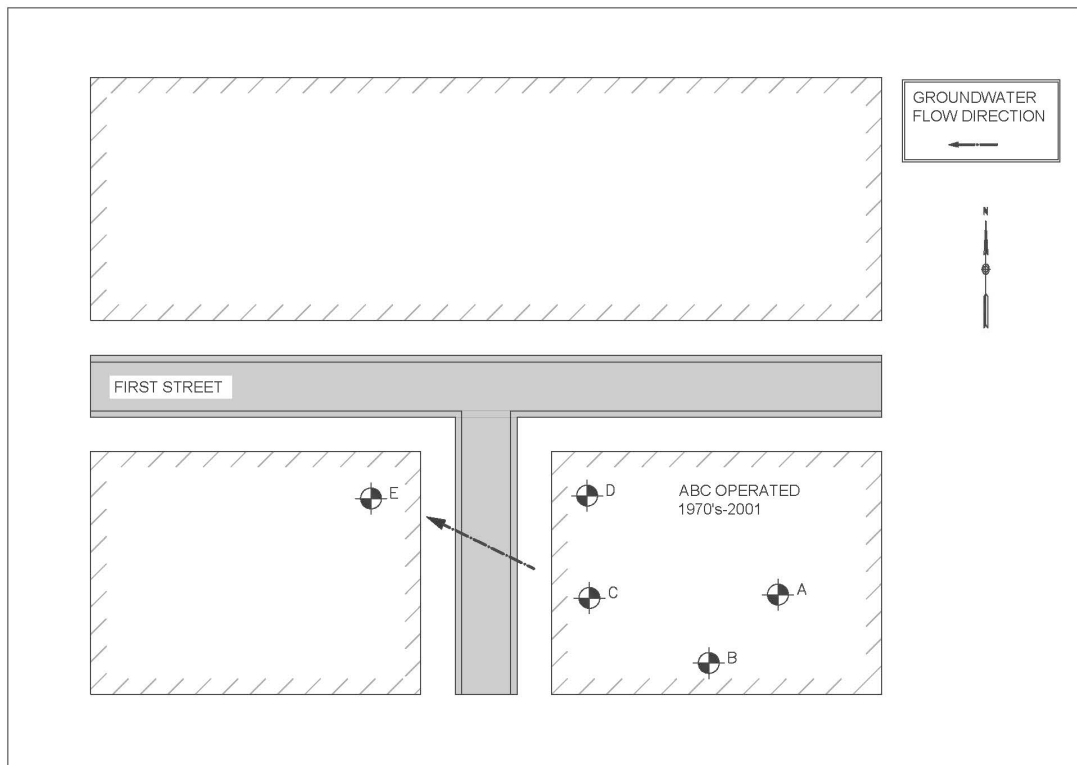 GROUNDWATER
FLOW DIRECTION
N
FIRST STREET
E
D
ABC OPERATED
1970's-2001
C
A
B